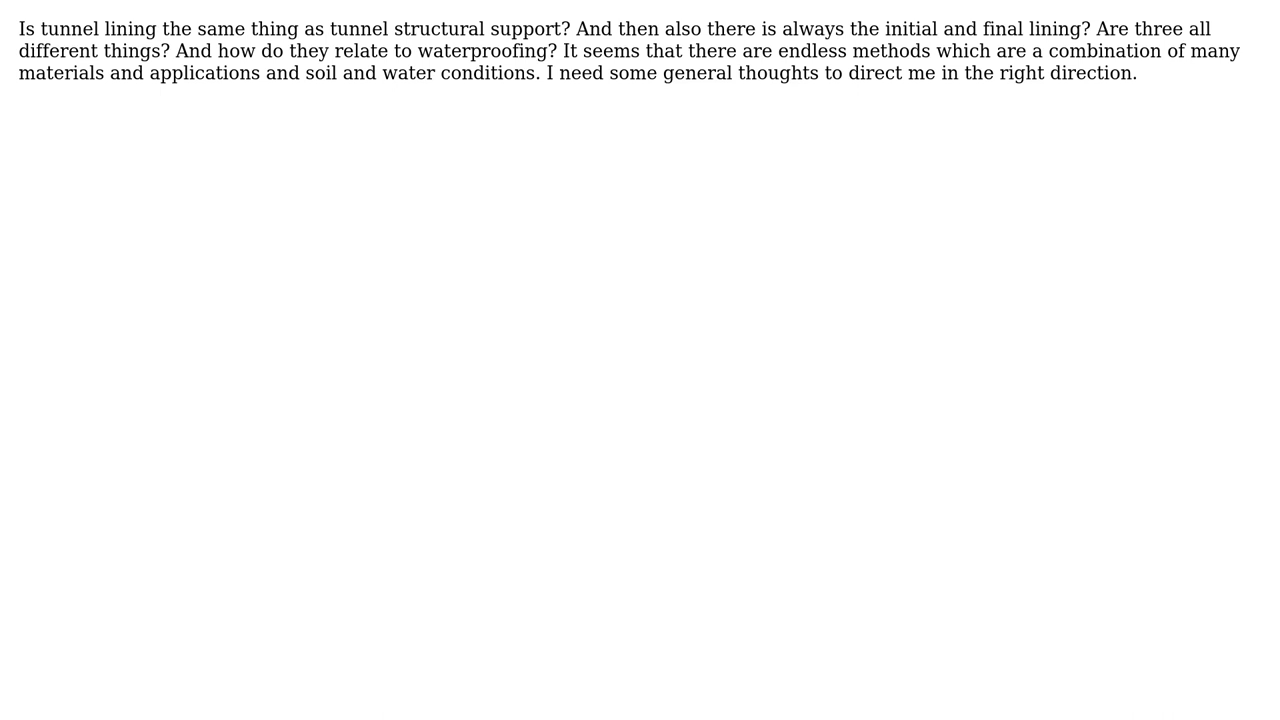 Is tunnel lining the same thing as tunnel structural support? And then also there is always the initial and final lining? Are three all
different things? And how do they relate to waterproofing? It seems that there are endless methods which are a combination of many
materials and applications and soil and water conditions. I need some general thoughts to direct me in the right direction.